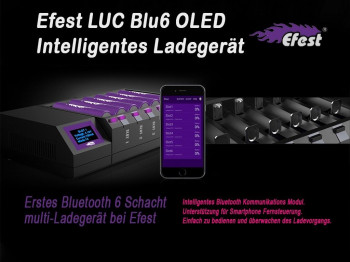 Efest LUC Blu6 OLED
Intelligentes Ladegerät
Efest®
Erstes Bluetooth 6 Schacht
multi-Ladegerät bei Efest
Intelligentes Bluetooth Kommunikations Modul.
Unterstützung für Smartphone Fernsteuerung.
Einfach zu bedienen und überwachen des Ladevorgangs.